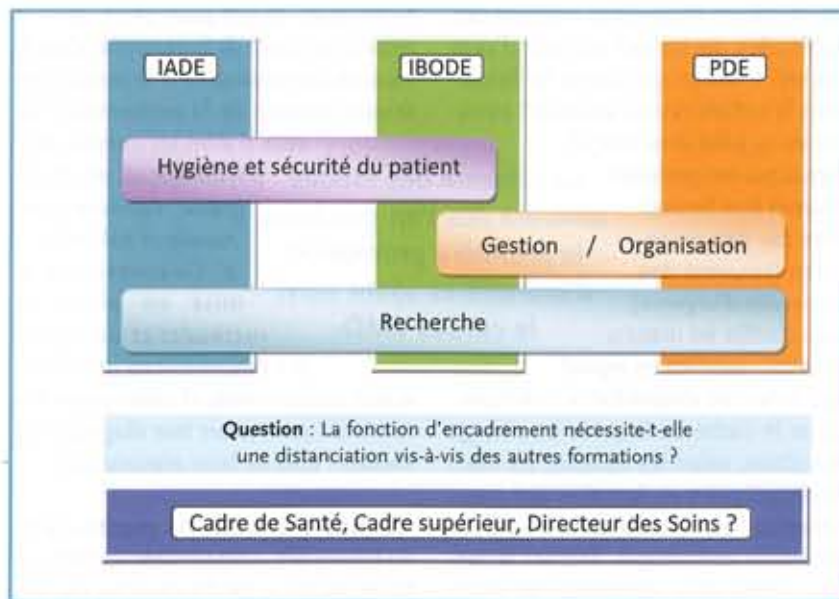 IADE IBODE PDE
Hygiène et sécurité du patient
Gestion / Organisation
Recherche
Question : La fonction d'encadrement nécessite-t-elle
une distanciation vis-à-vis des autres formations ?
Cadre de Santé, Cadre supérieur, Directeur des Soins ?